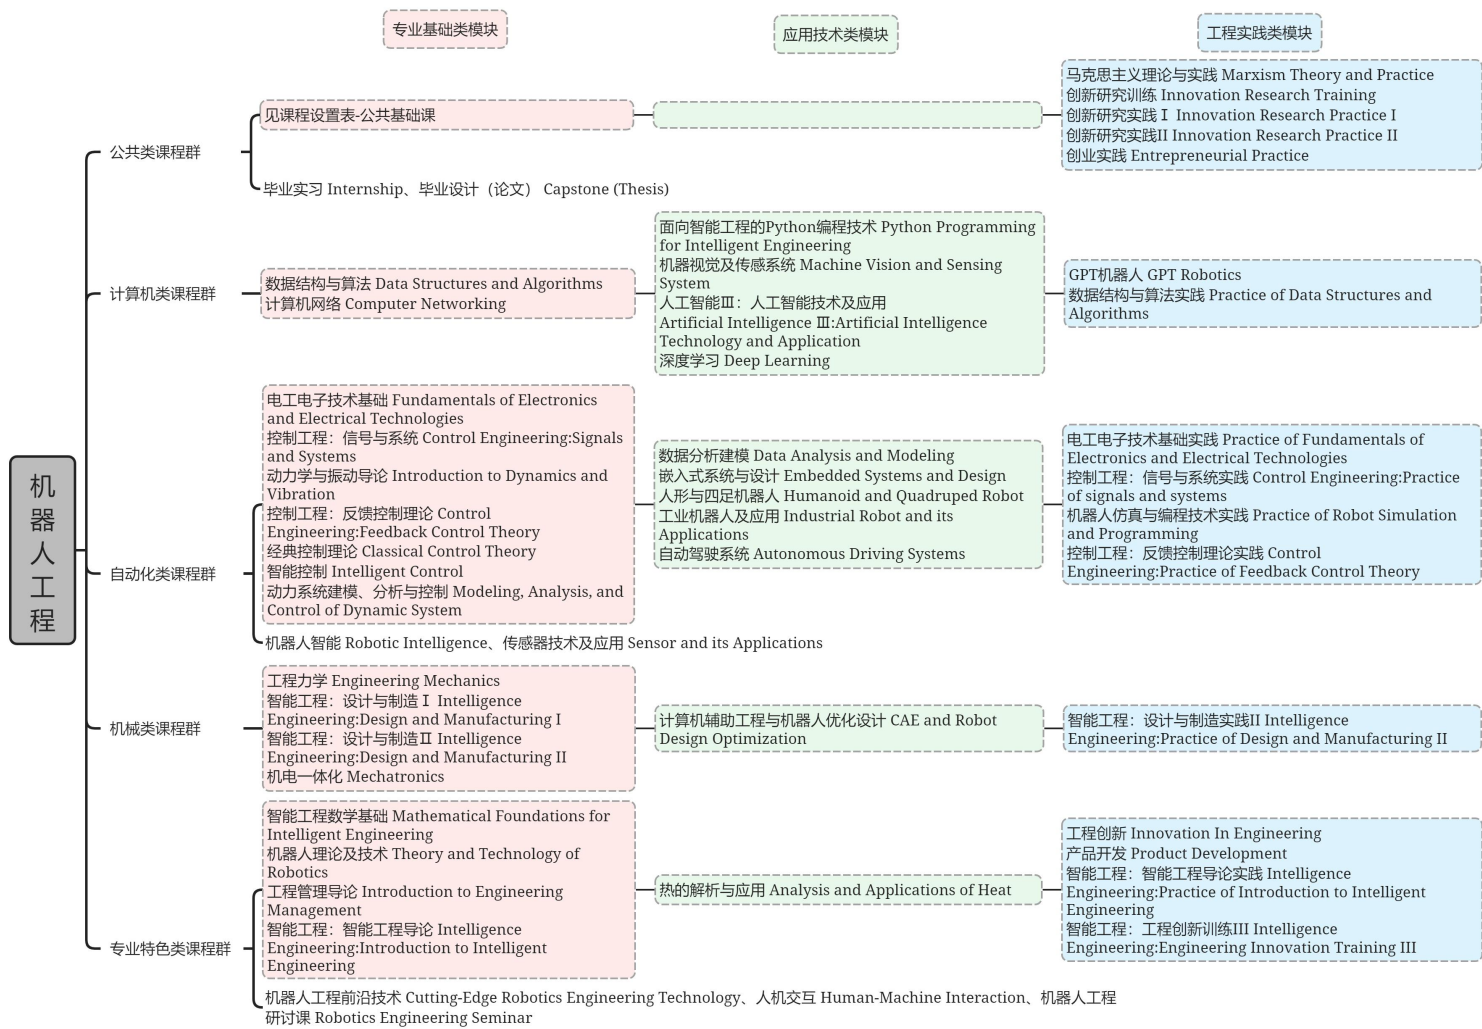 专业基础类模块
应用技术类模块
工程实践类模块
机器人工程
公共类课程群
见课程设置表-公共基础课
马克思主义理论与实践 Marxism Theory and Practice
创新研究训练 Innovation Research Training
创新研究实践Ⅰ Innovation Research Practice I
创新研究实践II Innovation Research Practice II
创业实践 Entrepreneurial Practice
毕业实习 Internship、毕业设计（论文） Capstone (Thesis)
计算机类课程群
数据结构与算法 Data Structures and Algorithms
计算机网络 Computer Networking
面向智能工程的Python编程技术 Python Programming
for Intelligent Engineering
机器视觉及传感系统 Machine Vision and Sensing
System
人工智能Ⅲ：人工智能技术及应用
Artificial Intelligence Ⅲ:Artificial Intelligence
Technology and Application
深度学习 Deep Learning
GPT机器人 GPT Robotics
数据结构与算法实践 Practice of Data Structures and
Algorithms
自动化类课程群
电工电子技术基础 Fundamentals of Electronics
and Electrical Technologies
控制工程：信号与系统 Control Engineering:Signals
and Systems
动力学与振动导论 Introduction to Dynamics and
Vibration
控制工程：反馈控制理论 Control
Engineering:Feedback Control Theory
经典控制理论 Classical Control Theory
智能控制 Intelligent Control
动力系统建模、分析与控制 Modeling, Analysis, and
Control of Dynamic System
数据分析建模 Data Analysis and Modeling
嵌入式系统与设计 Embedded Systems and Design
人形与四足机器人 Humanoid and Quadruped Robot
工业机器人及应用 Industrial Robot and its
Applications
自动驾驶系统 Autonomous Driving Systems
电工电子技术基础实践 Practice of Fundamentals of
Electronics and Electrical Technologies
控制工程：信号与系统实践 Control Engineering:Practice
of signals and systems
机器人仿真与编程技术实践 Practice of Robot Simulation
and Programming
控制工程：反馈控制理论实践 Control
Engineering:Practice of Feedback Control Theory
机器人智能 Robotic Intelligence、传感器技术及应用 Sensor and its Applications
机械类课程群
工程力学 Engineering Mechanics
智能工程：设计与制造Ⅰ Intelligence
Engineering:Design and Manufacturing I
智能工程：设计与制造Ⅱ Intelligence
Engineering:Design and Manufacturing II
机电一体化 Mechatronics
计算机辅助工程与机器人优化设计 CAE and Robot
Design Optimization
智能工程：设计与制造实践II Intelligence
Engineering:Practice of Design and Manufacturing II
专业特色类课程群
智能工程数学基础 Mathematical Foundations for
Intelligent Engineering
机器人理论及技术 Theory and Technology of
Robotics
工程管理导论 Introduction to Engineering
Management
智能工程：智能工程导论 Intelligence
Engineering:Introduction to Intelligent
Engineering
热的解析与应用 Analysis and Applications of Heat
工程创新 Innovation In Engineering
产品开发 Product Development
智能工程：智能工程导论实践 Intelligence
Engineering:Practice of Introduction to Intelligent
Engineering
智能工程：工程创新训练III Intelligence
Engineering:Engineering Innovation Training III
机器人工程前沿技术 Cutting-Edge Robotics Engineering Technology、人机交互 Human-Machine Interaction、机器人工程
研讨课 Robotics Engineering Seminar